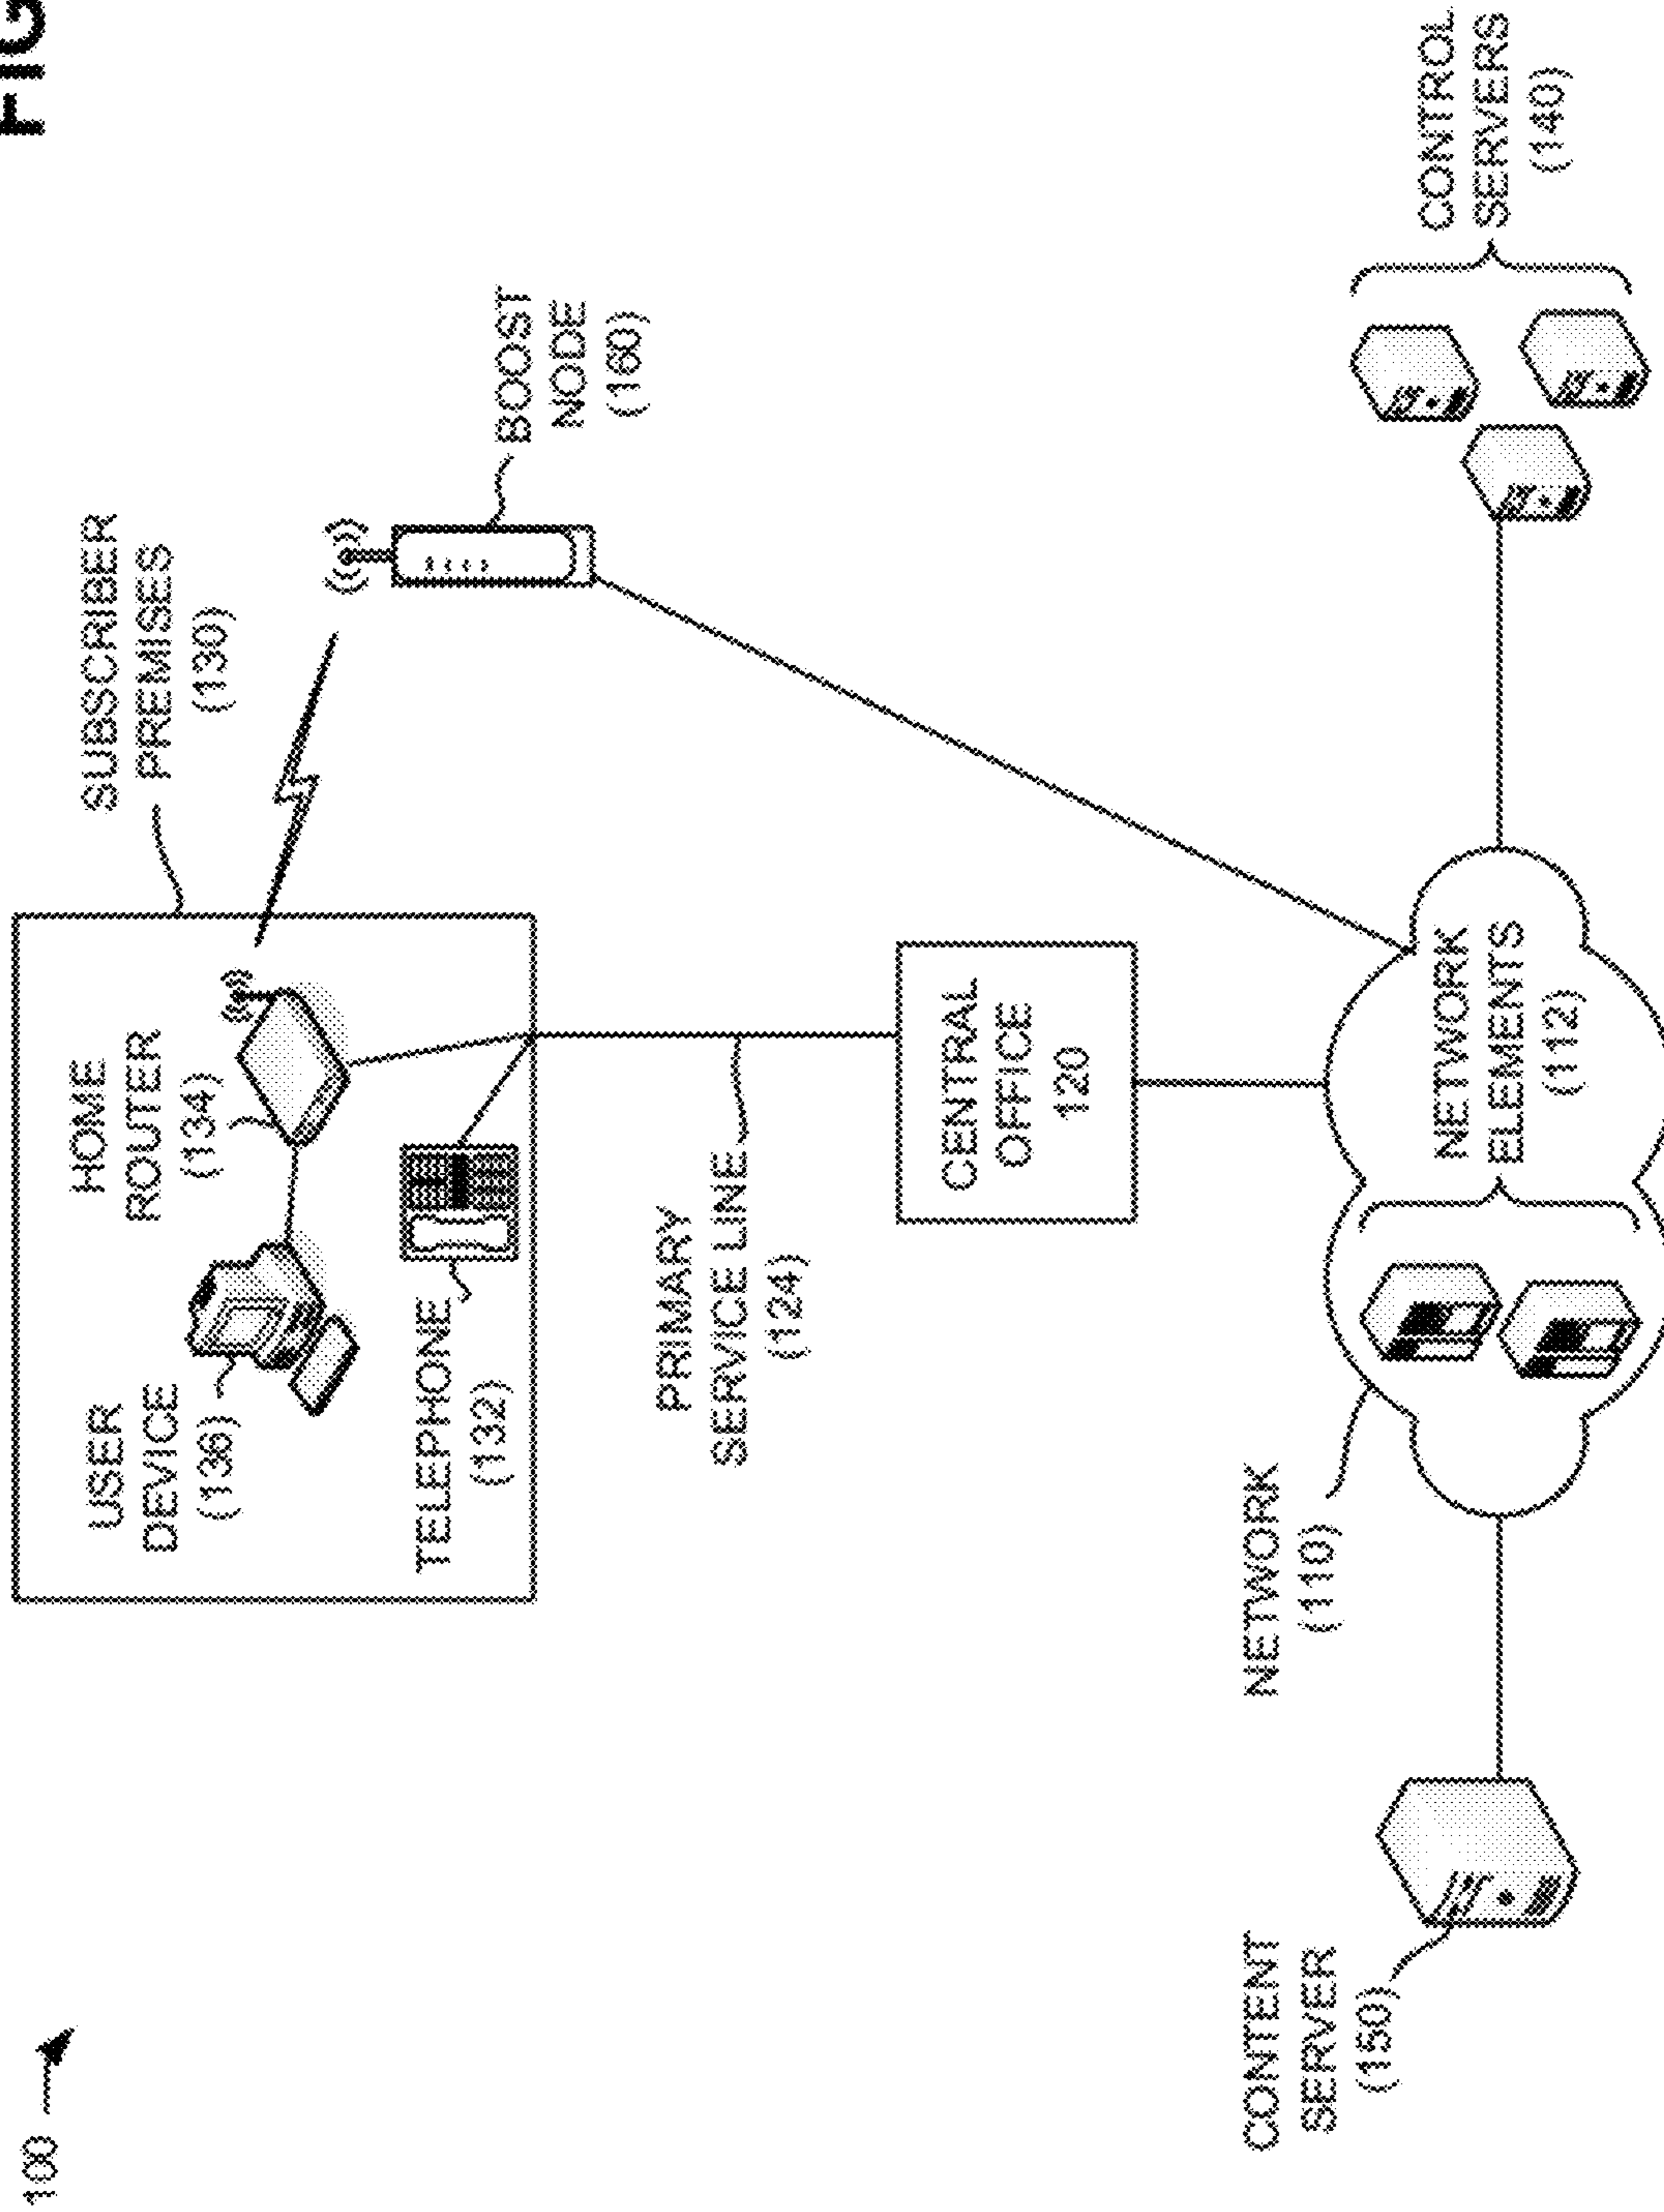 100
FIG
USER
DEVICE
(136)
HOME
ROUTER
(134)
SUBSCRIBER
PREMISES
(130)
TELEPHONE
(132)
BOOST
NODE
(160)
PRIMARY
SERVICE LINE
(124)
CENTRAL
OFFICE
120
CONTENT
SERVER
(150)
NETWORK
(110)
NETWORK
ELEMENTS
(112)
CONTROL
SERVERS
(140)